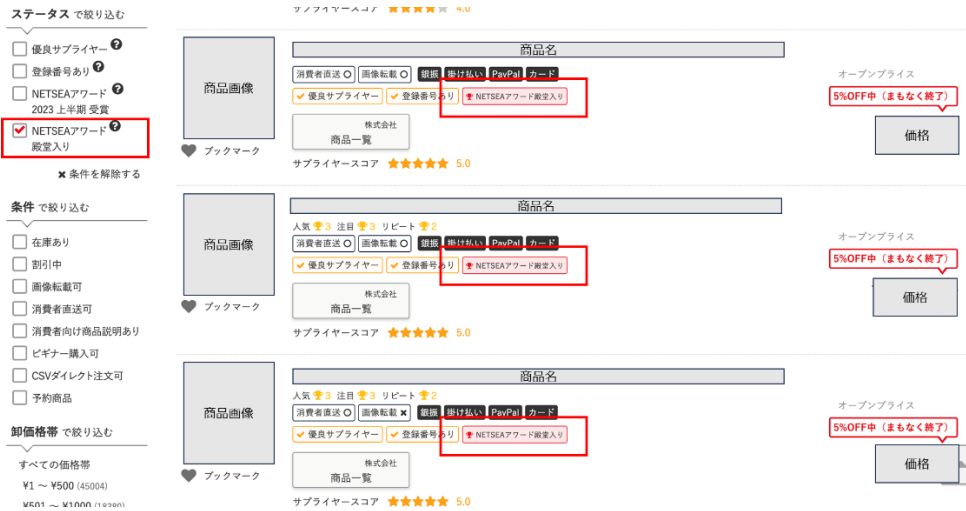 ステータス で絞り込む
優良サプライヤー ?
登録番号あり ?
NETSEAアワード ?
2023 上半期 受賞
NETSEAアワード ?
殿堂入り
✖ 条件を解除する
条件 で絞り込む
在庫あり
割引中
画像転載可
消費者直送可
消費者向け商品説明あり
ビギナー購入可
CSVダイレクト注文可
予約商品
卸価格帯 で絞り込む
すべての価格帯
¥1 ～ ¥500 (45004)
¥501 ～ ¥1000 (18380)
サプライヤースコア ★★★★★ 4.0
商品名
商品画像
消費者直送 O 画像転載 O 銀振 掛け払い PayPal カード
優良サプライヤー 登録番号あり NETSEAアワード殿堂入り
株式会社
商品一覧
ブックマーク
サプライヤースコア ★★★★★ 5.0
オープンプライス
5%OFF中（まもなく終了）
価格
商品名
商品画像
人気 3 注目 3 リピート 2
消費者直送 O 画像転載 O 銀振 掛け払い PayPal カード
優良サプライヤー 登録番号あり NETSEAアワード殿堂入り
株式会社
商品一覧
ブックマーク
サプライヤースコア ★★★★★ 5.0
オープンプライス
5%OFF中（まもなく終了）
価格
商品名
商品画像
人気 3 注目 3 リピート 2
消費者直送 O 画像転載 ✖ 銀振 掛け払い PayPal カード
優良サプライヤー 登録番号あり NETSEAアワード殿堂入り
株式会社
商品一覧
ブックマーク
サプライヤースコア ★★★★★ 5.0
オープンプライス
5%OFF中（まもなく終了）
価格